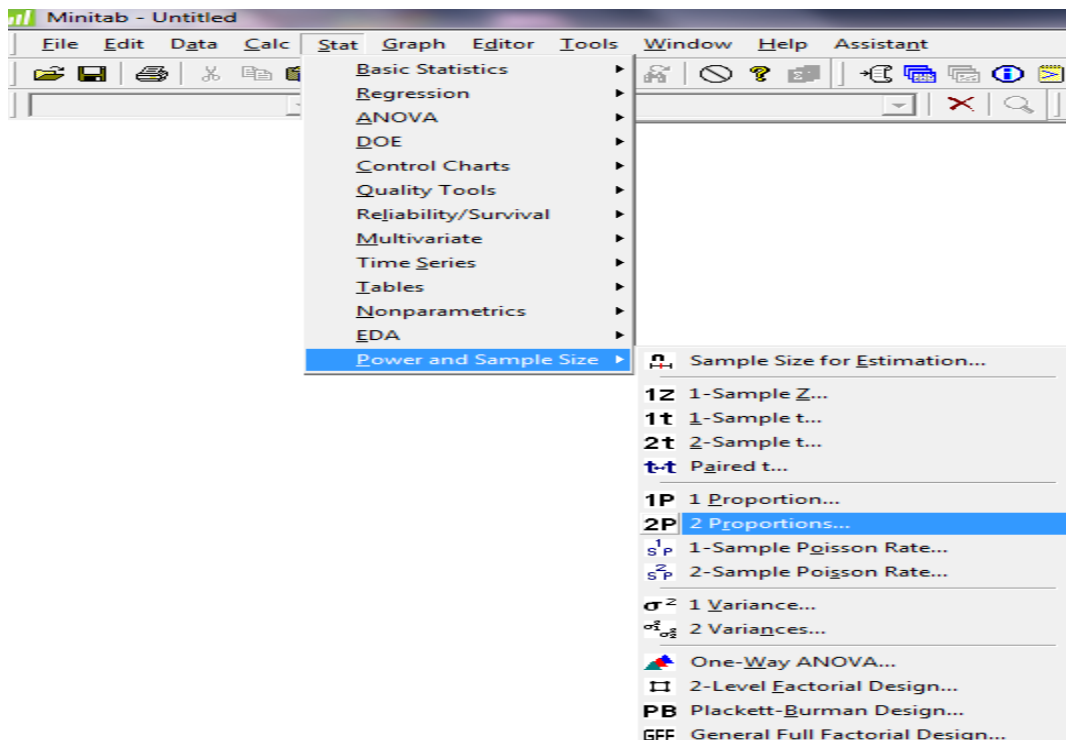 Minitab - Untitled
File Edit Data Calc Stat Graph Editor Tools Window Help Assistant
Basic Statistics
Regression
ANOVA
DOE
Control Charts
Quality Tools
Reliability/Survival
Multivariate
Time Series
Tables
Nonparametrics
EDA
Power and Sample Size
Sample Size for Estimation...
1Z 1-Sample Z...
1t 1-Sample t...
2t 2-Sample t...
t-t Paired t...
1P 1 Proportion...
2P 2 Proportions...
S1P 1-Sample Poisson Rate...
S2P 2-Sample Poisson Rate...
σ2 1 Variance...
2 Variances...
One-Way ANOVA...
2-Level Factorial Design...
PB Plackett-Burman Design...
GFF General Full Factorial Design...